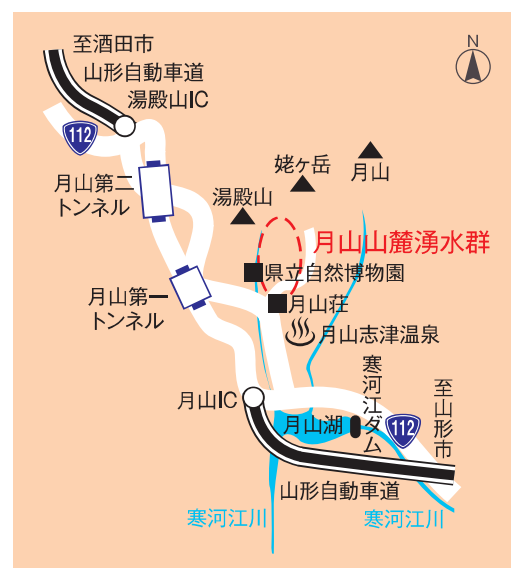 至酒田市
山形自動車道
湯殿山IC
N
112
月山第二
トンネル
姥ヶ岳
月山
湯殿山
月山山麓湧水群
県立自然博物園
月山第一
トンネル
月山荘
月山志津温泉
月山IC
月山湖
寒河江ダム
112
至山形市
山形自動車道
寒河江川
寒河江川